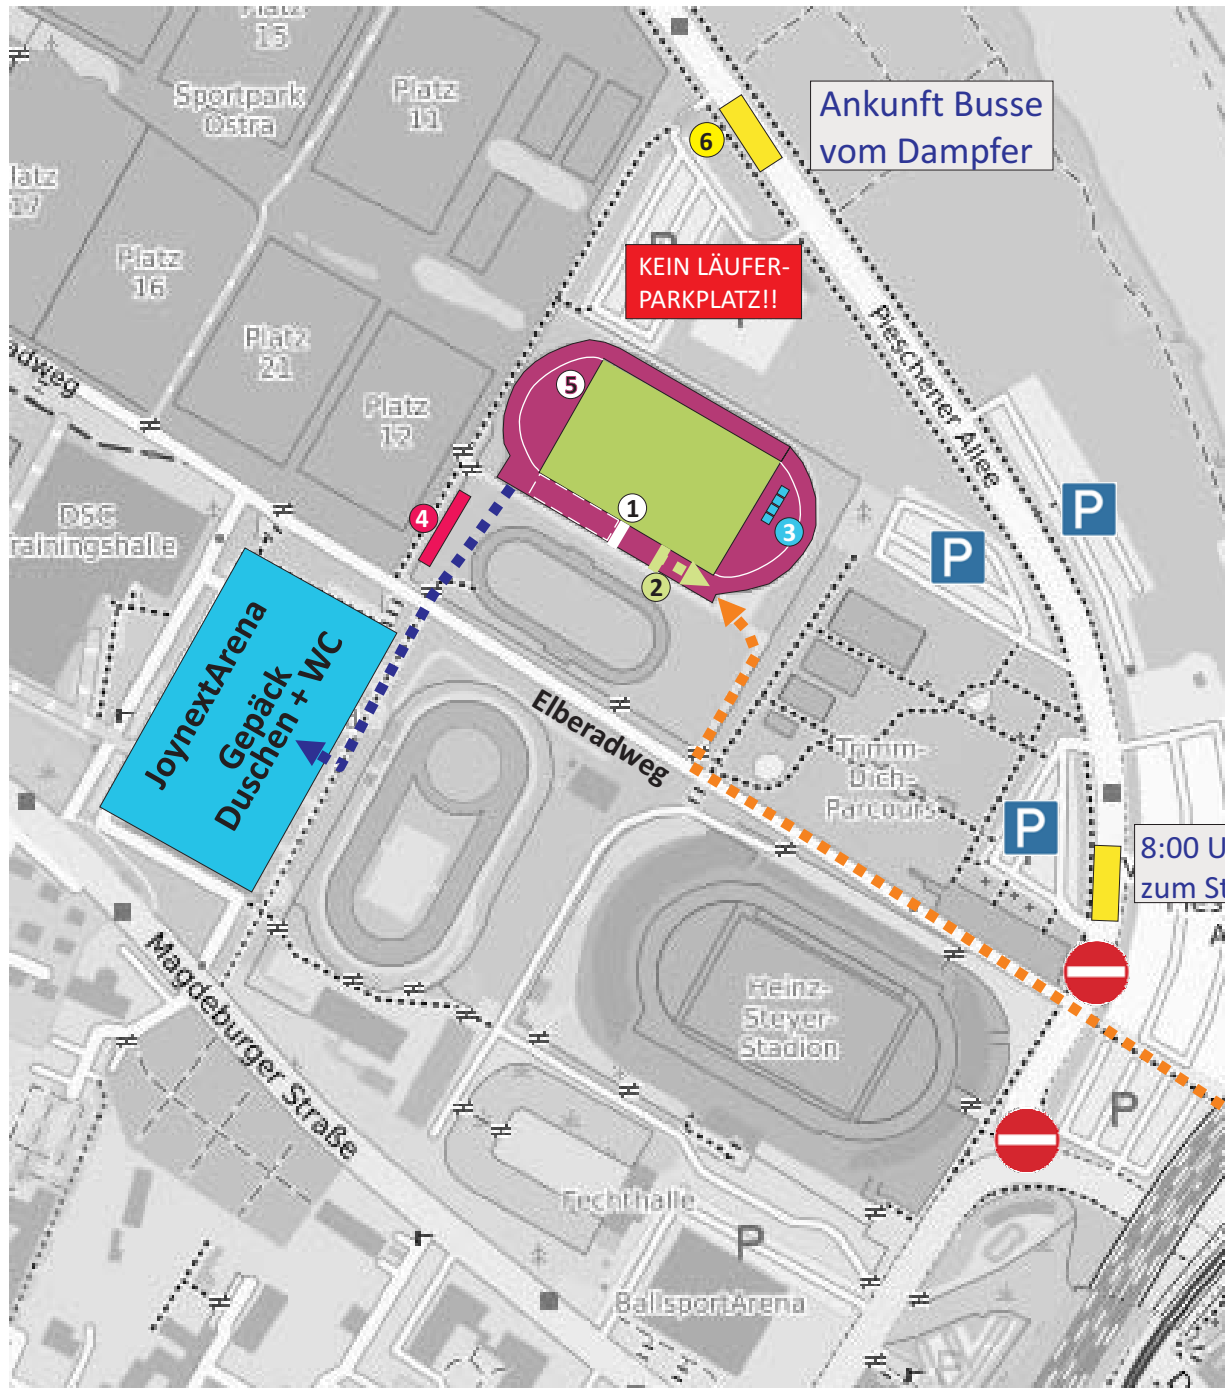 Platz
15
Sportpark
Ostra
Platz
11
Ankunft Busse
vom Dampfer
6
17
Platz
16
KEIN LÄUFER-
PARKPLATZ!!
Pieschener Allee
Platz
21
adweg
Platz
12
5
1
3
4
2
P
P
DSC
rainingshalle
JoynextArena
Gepäck
Duschen + WC
Elberadweg
Trimm-
Dich-
Parcours
P
8:00 U
zum St
Magdeburger Straße
Heinz-
Steyer-
Stadion
P
Fechthalle
P
BallsportArena